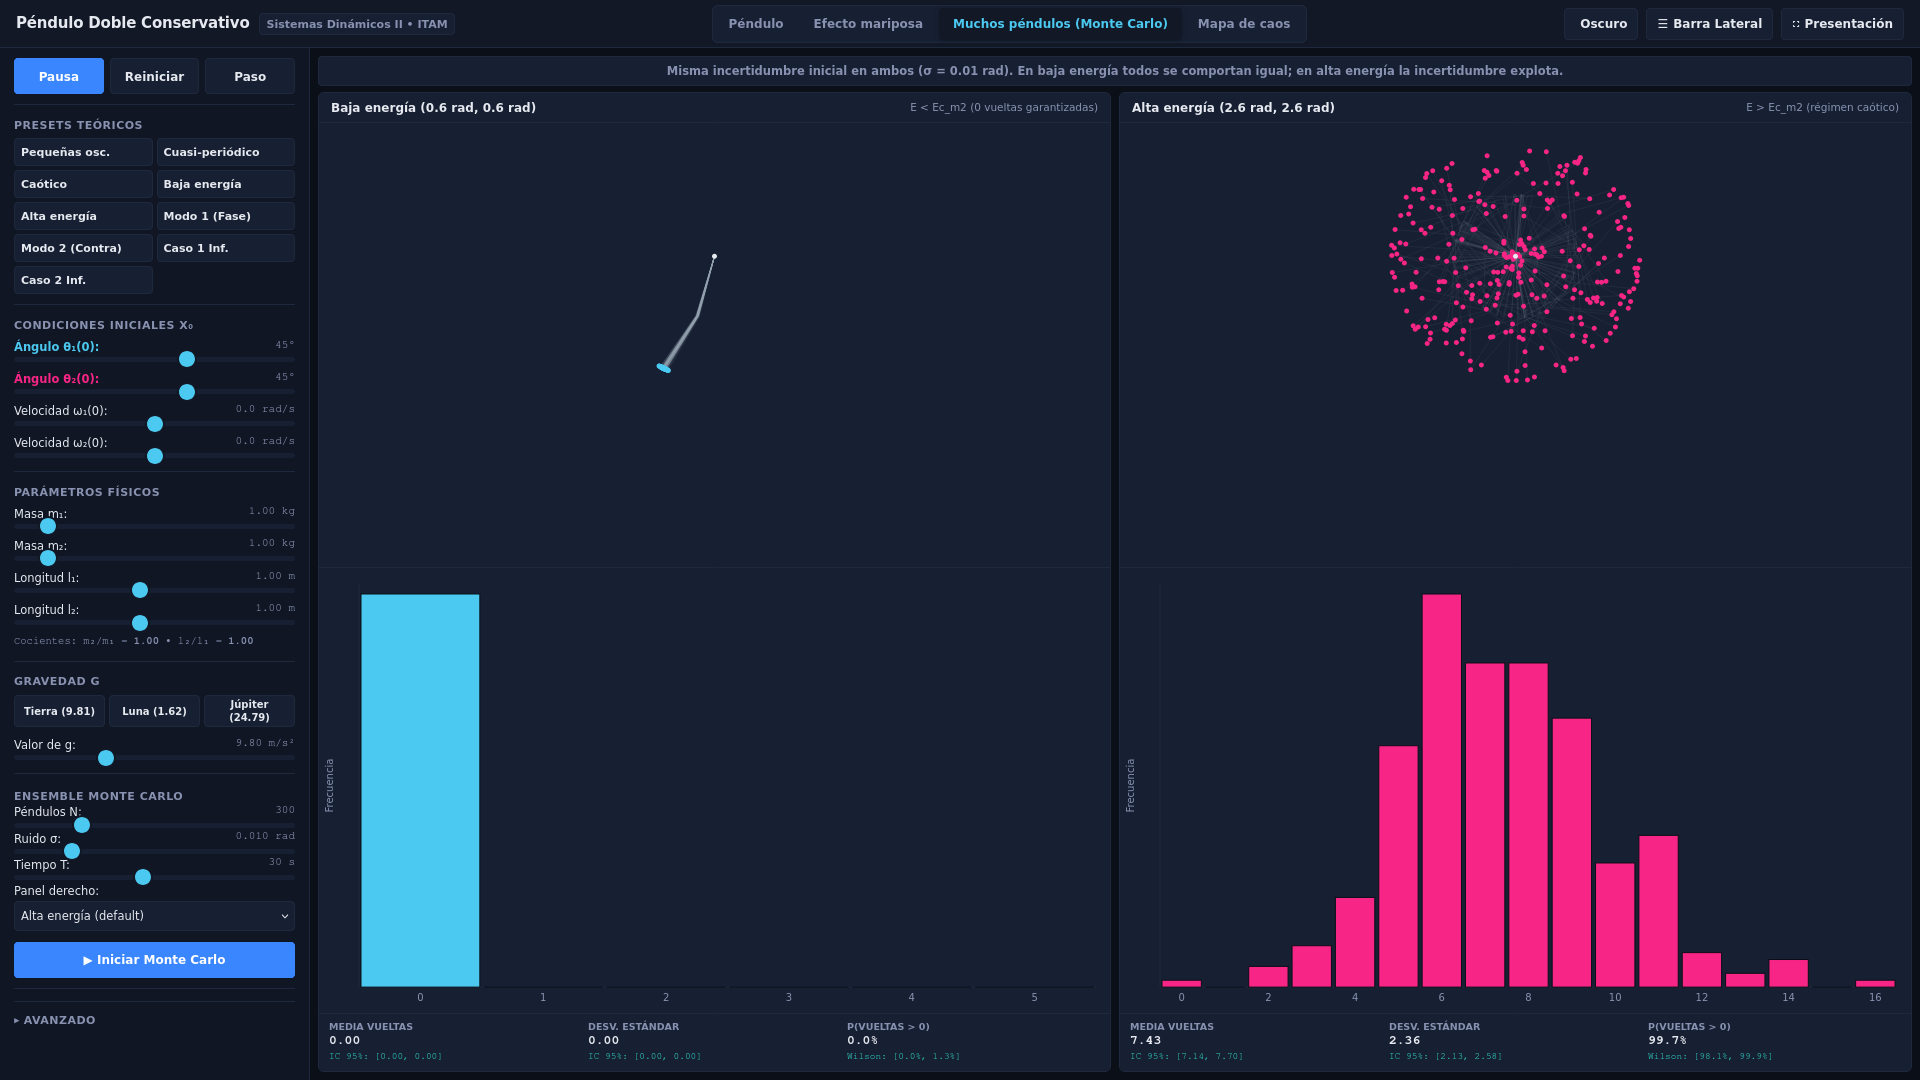 Péndulo Doble Conservativo
Sistemas Dinámicos II • ITAM
Péndulo
Efecto mariposa
Muchos péndulos (Monte Carlo)
Mapa de caos
Oscuro
☰ Barra Lateral
∷ Presentación
Pausa
Reiniciar
Paso
PRESETS TEÓRICOS
Pequeñas osc.
Cuasi-periódico
Caótico
Baja energía
Alta energía
Modo 1 (Fase)
Modo 2 (Contra)
Caso 1 Inf.
Caso 2 Inf.
CONDICIONES INICIALES X₀
Ángulo θ₁(0): 45°
Ángulo θ₂(0): 45°
Velocidad ω₁(0): 0.0 rad/s
Velocidad ω₂(0): 0.0 rad/s
PARÁMETROS FÍSICOS
Masa m₁: 1.00 kg
Masa m₂: 1.00 kg
Longitud l₁: 1.00 m
Longitud l₂: 1.00 m
Cocientes: m₂/m₁ = 1.00 • l₂/l₁ = 1.00
GRAVEDAD G
Tierra (9.81)
Luna (1.62)
Júpiter
(24.79)
Valor de g: 9.80 m/s²
ENSEMBLE MONTE CARLO
Péndulos N: 300
Ruido σ: 0.010 rad
Tiempo T: 30 s
Panel derecho:
Alta energía (default)
▶ Iniciar Monte Carlo
▸ AVANZADO
Misma incertidumbre inicial en ambos (σ = 0.01 rad). En baja energía todos se comportan igual; en alta energía la incertidumbre explota.
Baja energía (0.6 rad, 0.6 rad)
E < Ec_m2 (0 vueltas garantizadas)
Frecuencia
0 1 2 3 4 5
MEDIA VUELTAS
0.00
IC 95%: [0.00, 0.00]
DESV. ESTÁNDAR
0.00
IC 95%: [0.00, 0.00]
P(VUELTAS > 0)
0.0%
Wilson: [0.0%, 1.3%]
Alta energía (2.6 rad, 2.6 rad)
E > Ec_m2 (régimen caótico)
Frecuencia
0 2 4 6 8 10 12 14 16
MEDIA VUELTAS
7.43
IC 95%: [7.14, 7.70]
DESV. ESTÁNDAR
2.36
IC 95%: [2.13, 2.58]
P(VUELTAS > 0)
99.7%
Wilson: [98.1%, 99.9%]